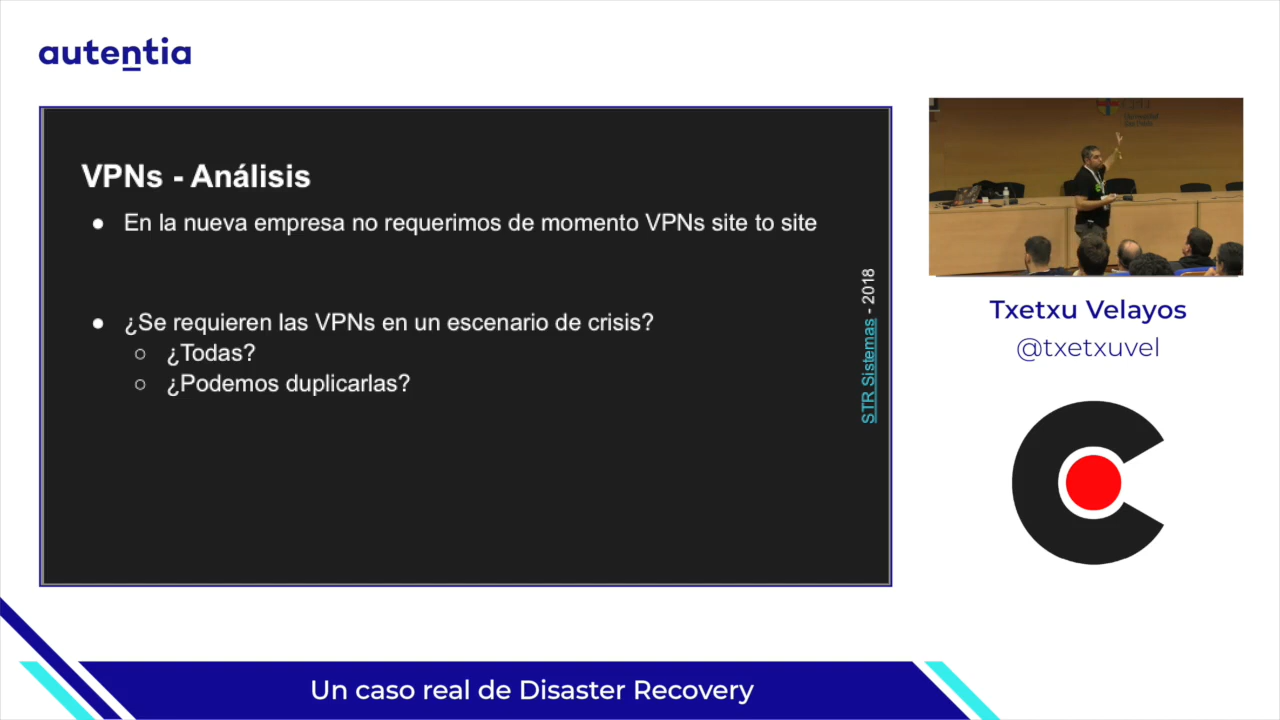 autentia
VPNs - Análisis
● En la nueva empresa no requerimos de momento VPNs site to site
● ¿Se requieren las VPNs en un escenario de crisis?
○ ¿Todas?
○ ¿Podemos duplicarlas?
STR Sistemas - 2018
Txetxu Velayos
@txetxuvel
Un caso real de Disaster Recovery